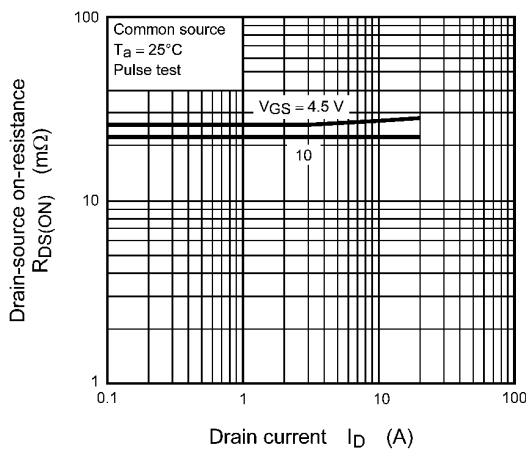 100
Common source
Ta = 25°C
Pulse test
VGS = 4.5 V
10
10
1
0.1
1
10
100
Drain-source on-resistance
RDS(ON) (mΩ)
Drain current ID (A)